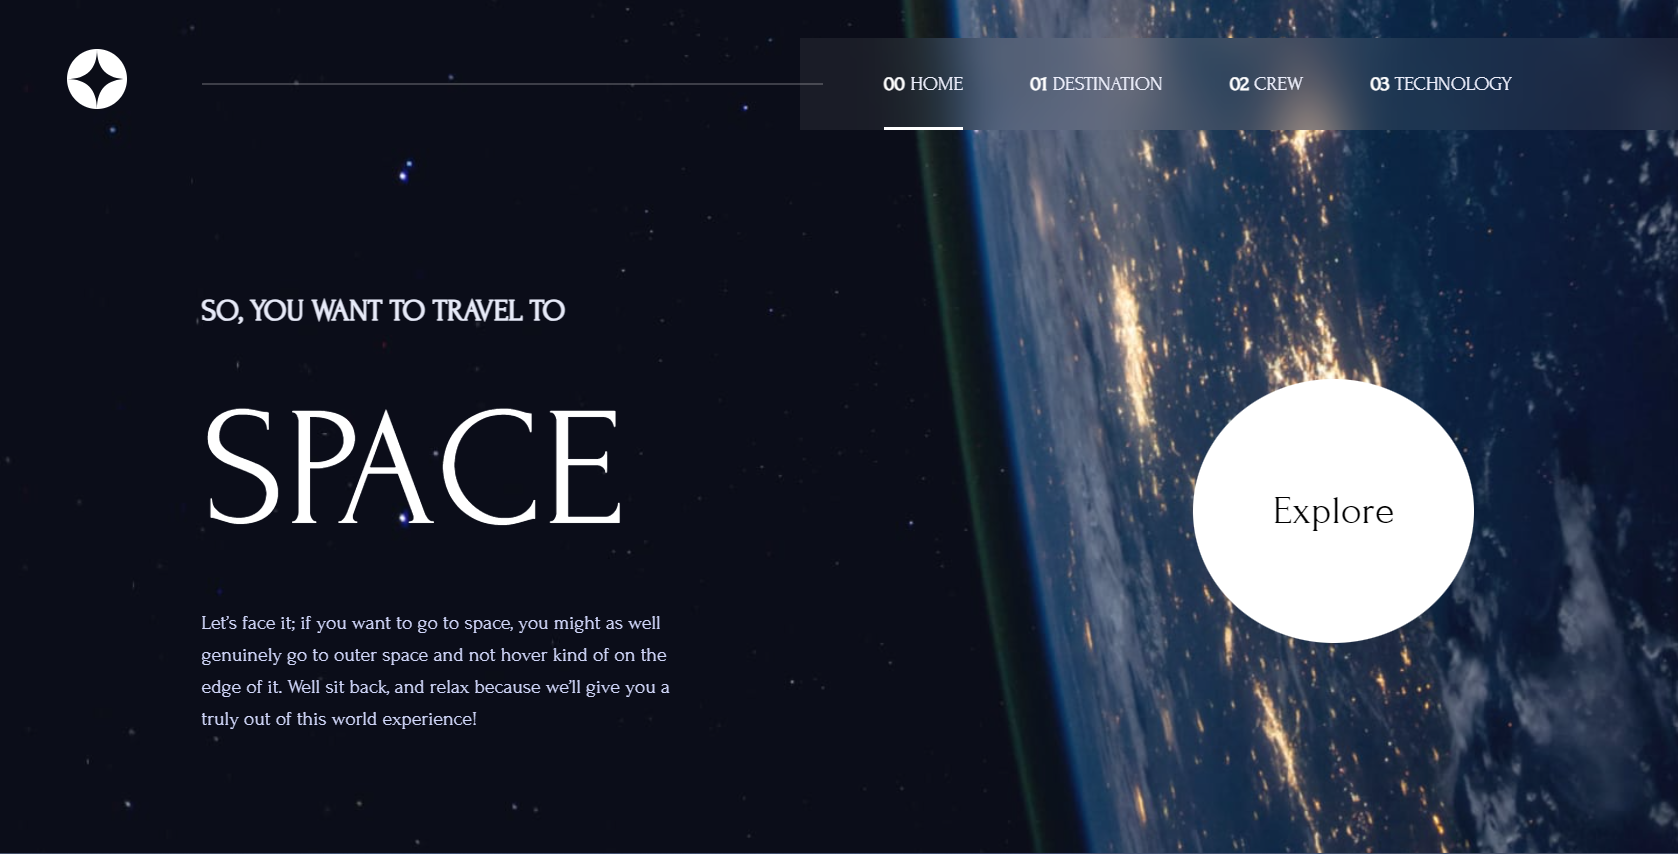 00 HOME 01 DESTINATION 02 CREW 03 TECHNOLOGY
SO, YOU WANT TO TRAVEL TO
SPACE
Let’s face it; if you want to go to space, you might as well
genuinely go to outer space and not hover kind of on the
edge of it. Well sit back, and relax because we’ll give you a
truly out of this world experience!
Explore